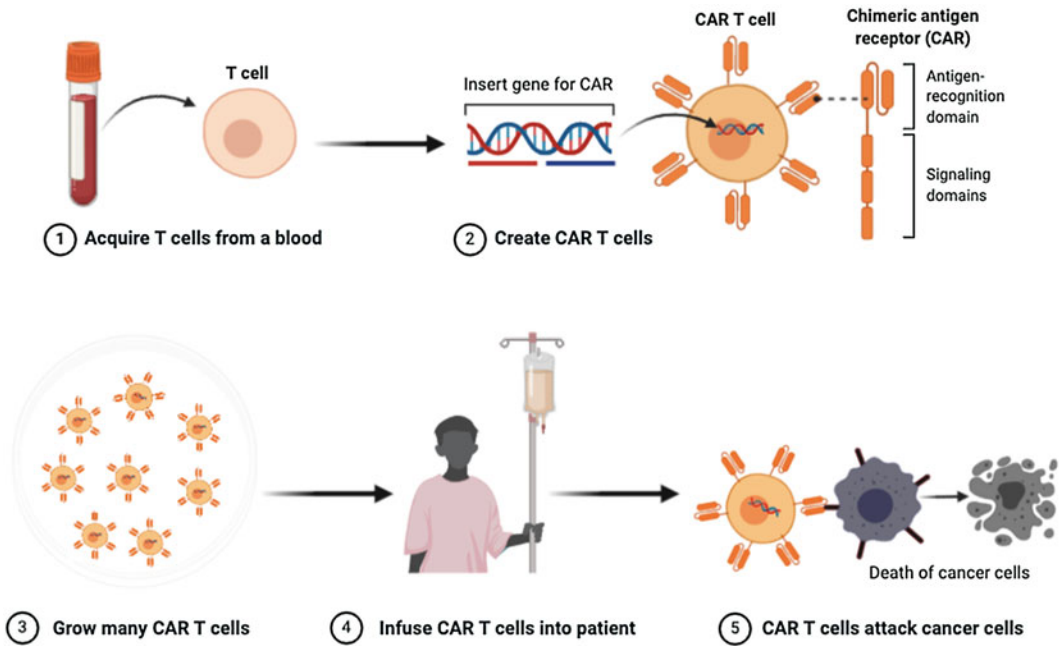 T cell
1 Acquire T cells from a blood
Insert gene for CAR
CAR T cell
Chimeric antigen
receptor (CAR)
Antigen-
recognition
domain
Signaling
domains
2 Create CAR T cells
3 Grow many CAR T cells
4 Infuse CAR T cells into patient
Death of cancer cells
5 CAR T cells attack cancer cells